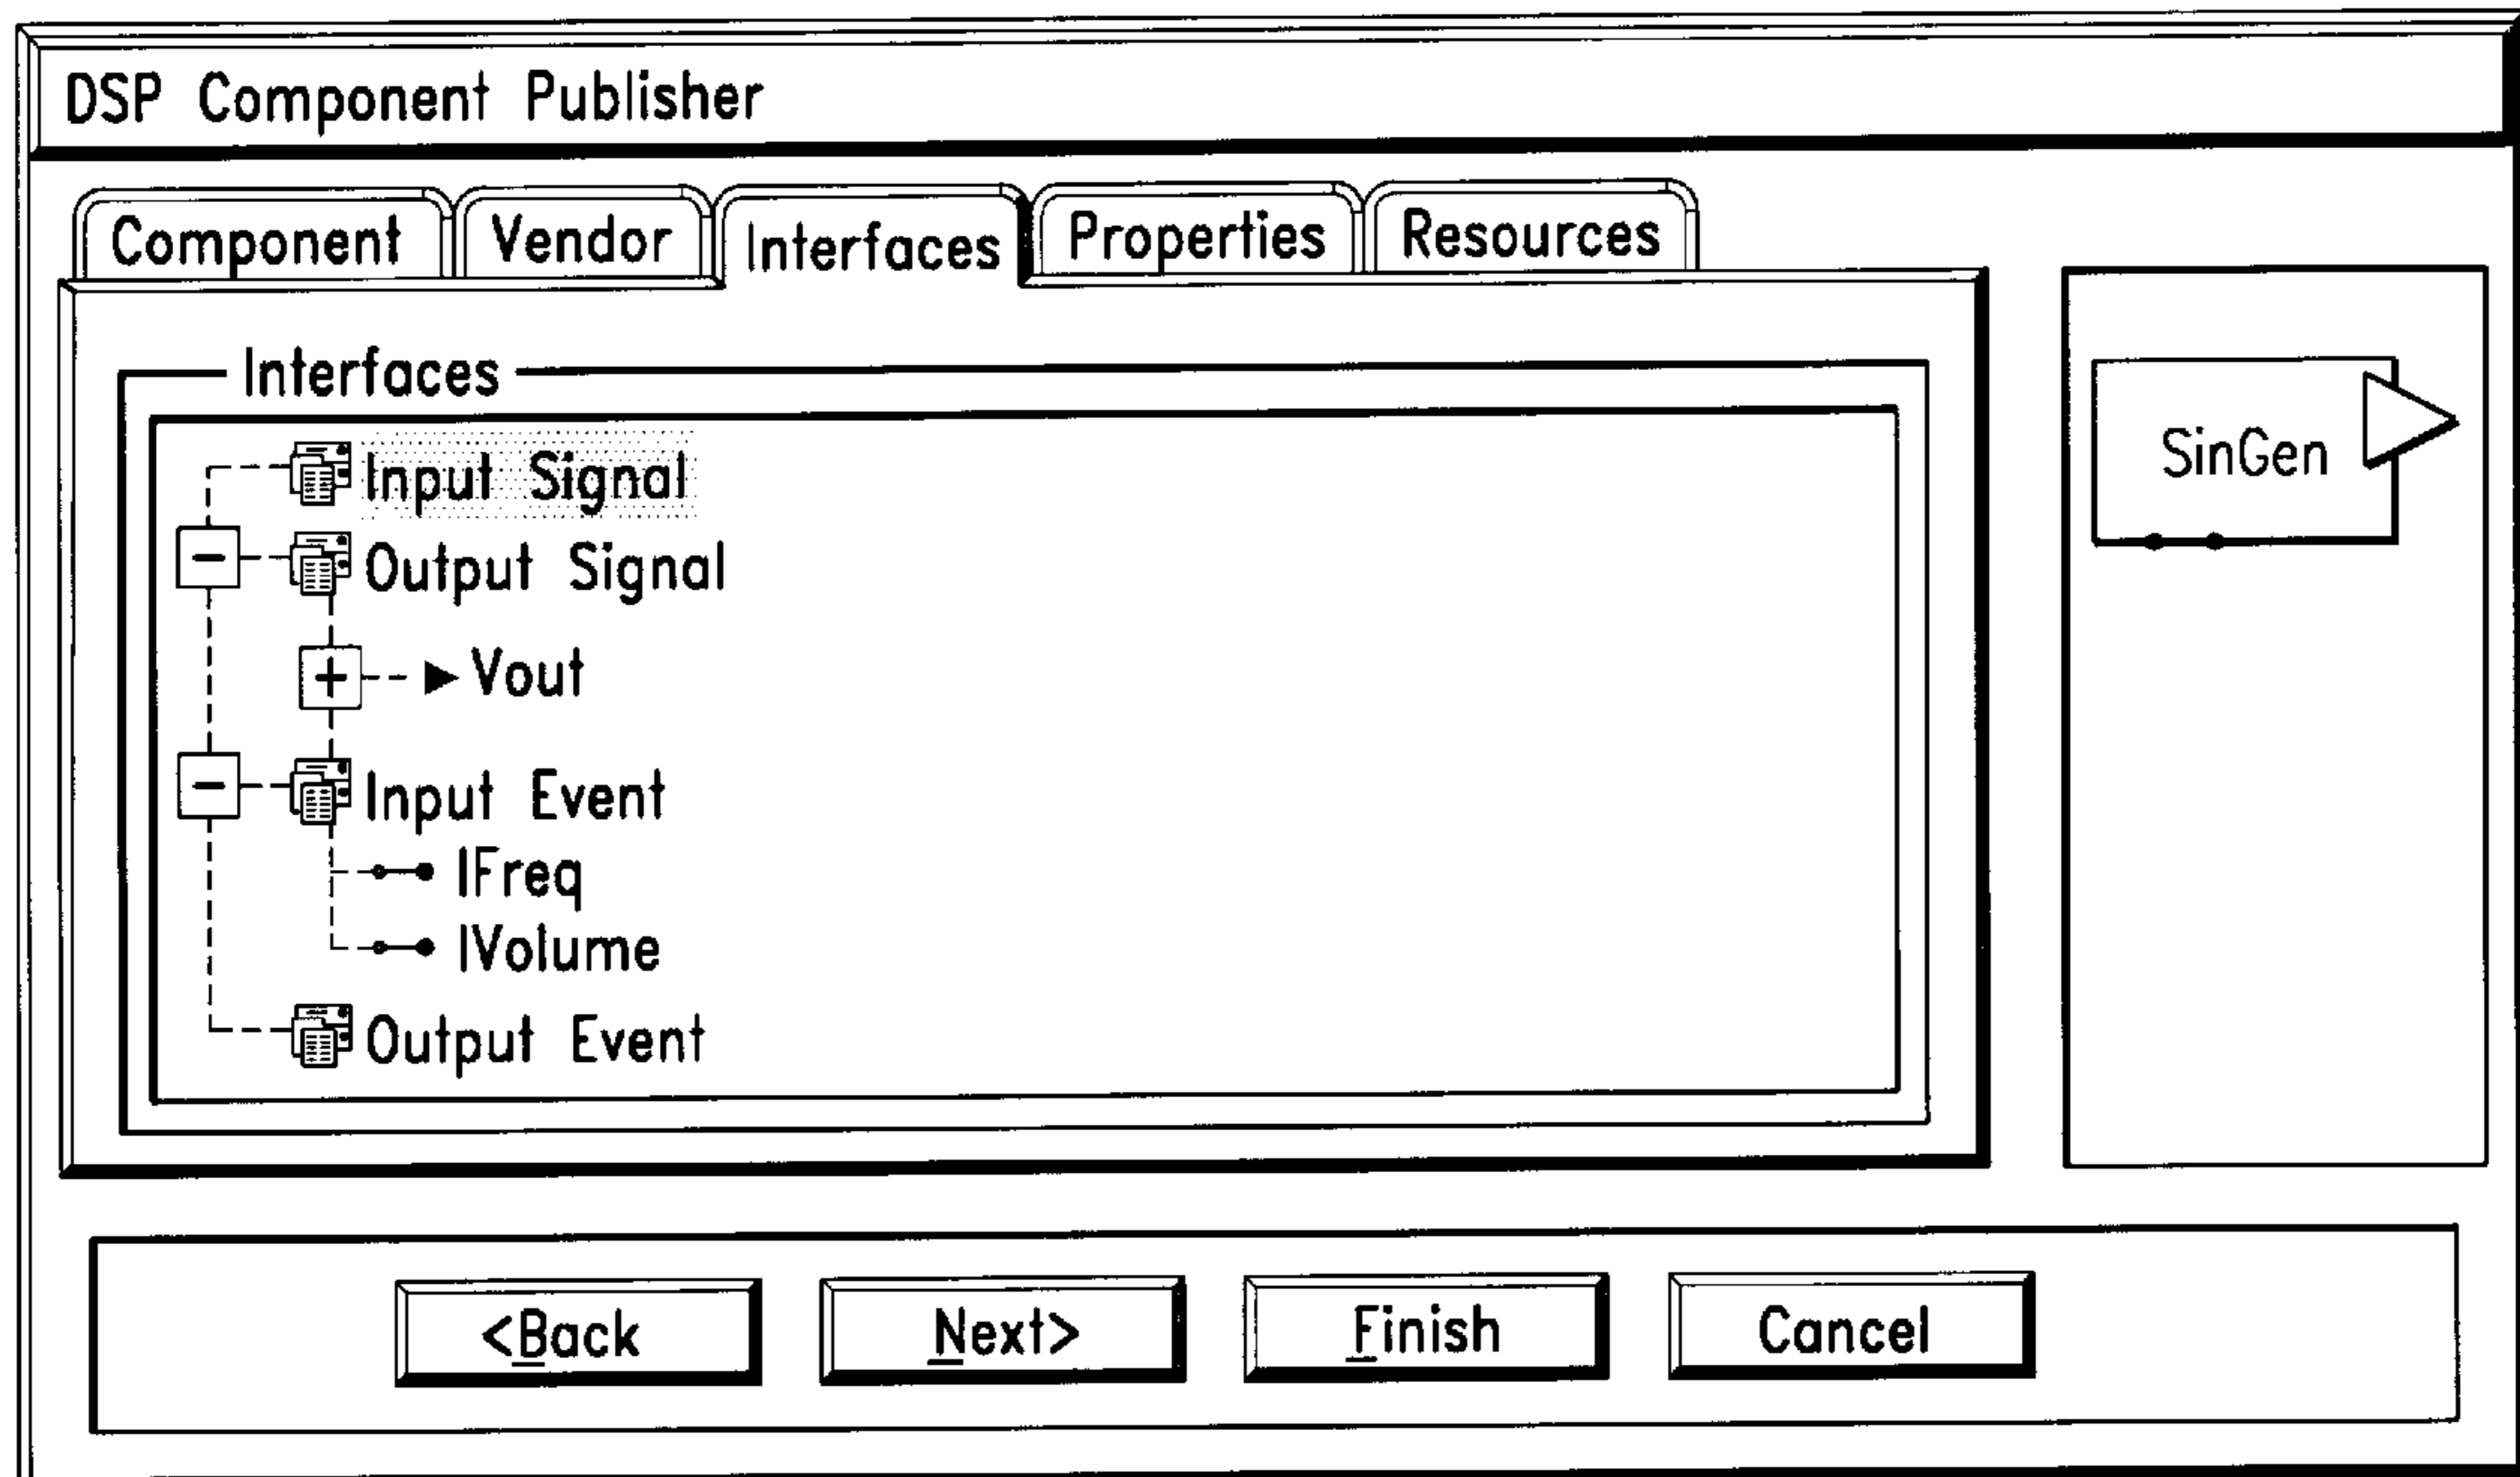 DSP Component Publisher
Component Vendor Interfaces Properties Resources
Interfaces
Input Signal
Output Signal
Vout
Input Event
IFreq
IVolume
Output Event
SinGen
<Back Next> Finish Cancel